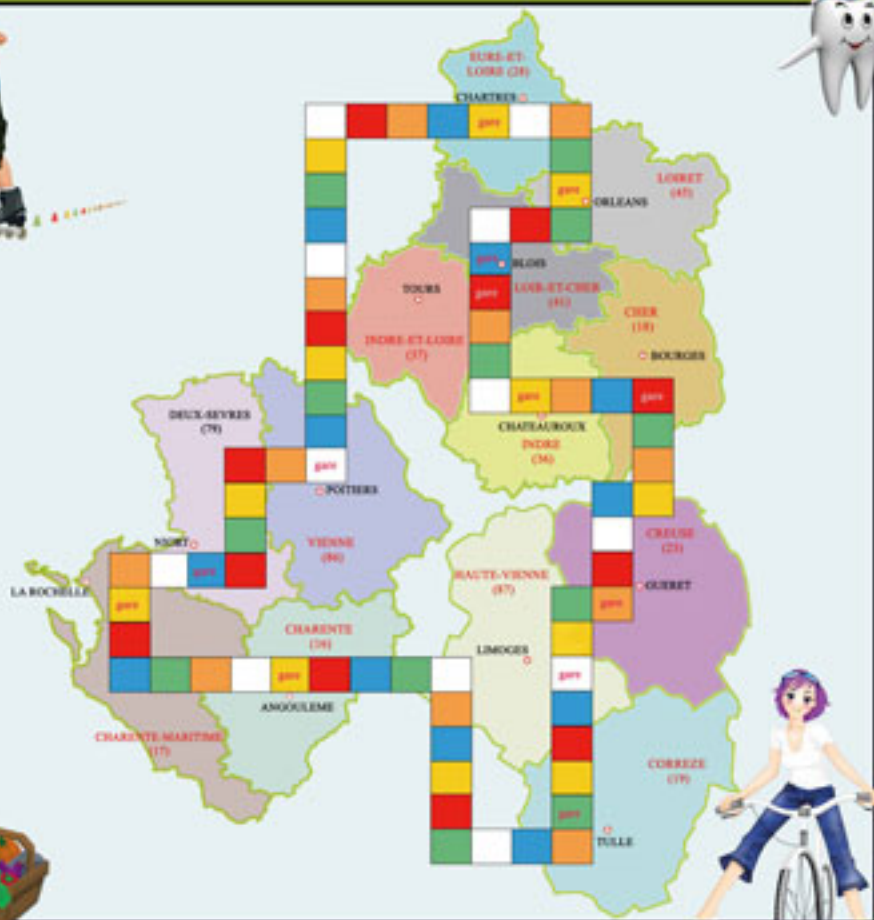 EURE-ET-
LOIRE (28)
CHARTRES
gare
LOIRET
(45)
gare
ORLEANS
gare
BLOIS
TOURS
gare
LOIR-ET-CHER
(41)
CHER
(18)
INDRE-ET-LOIRE
(37)
BOURGES
gare
gare
DEUX-SEVRES
(79)
CHATEAUROUX
INDRE
(36)
gare
POITIERS
NIORT
VIENNE
(86)
CREUSE
(23)
gare
HAUTE-VIENNE
(87)
GUERET
LA ROCHELLE
gare
gare
CHARENTE
(16)
LIMOGES
gare
gare
ANGOULEME
CHARENTE-MARITIME
(17)
CORREZE
(19)
gare
TULLE